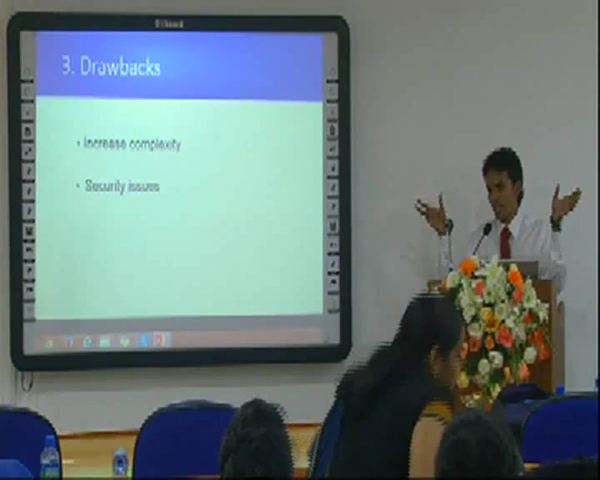 3. Drawbacks
• Increase complexity
• Security issues